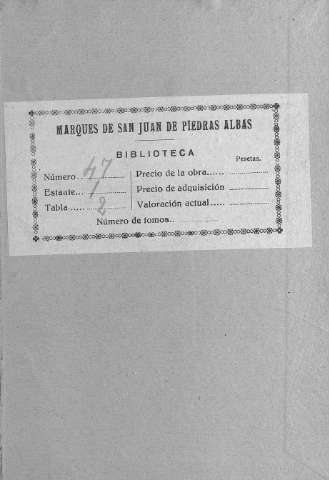 MARQUES DE SAN JUAN DE PIEDRAS ALBAS
BIBLIOTECA
Pesetas.
Número... 47 Precio de la obra......
Estante... 1 Precio de adquisición
Tabla...... 2 Valoración actual.....
Número de tomos..